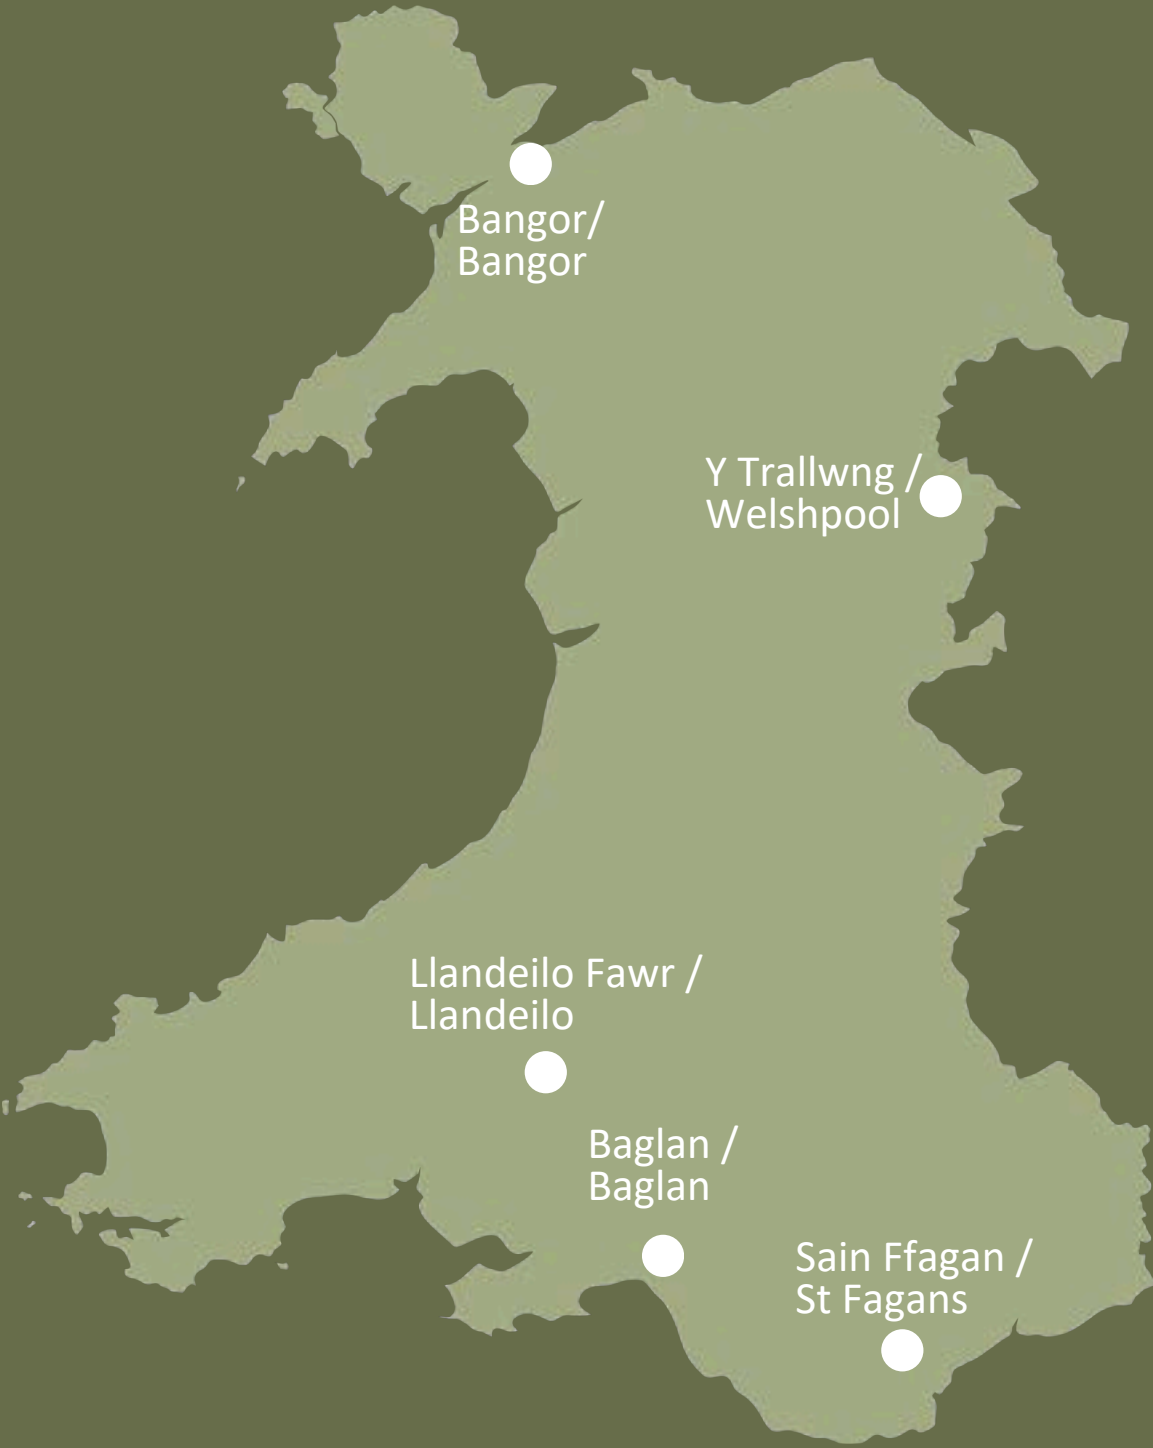 Bangor/
Bangor
Y Trallwng /
Welshpool
Llandeilo Fawr /
Llandeilo
Baglan /
Baglan
Sain Ffagan /
St Fagans